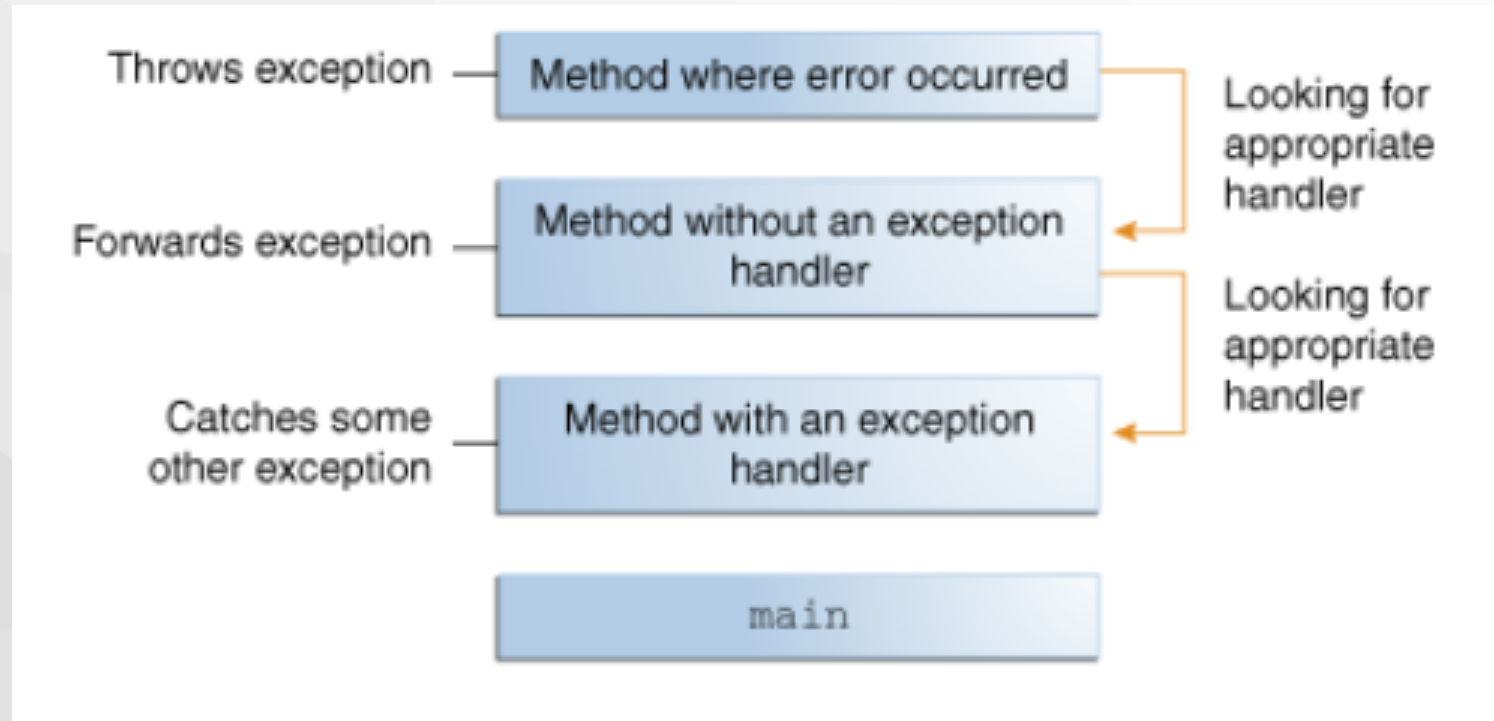 Throws exception
Method where error occurred
Looking for
appropriate
handler
Forwards exception
Method without an exception
handler
Looking for
appropriate
handler
Catches some
other exception
Method with an exception
handler
main